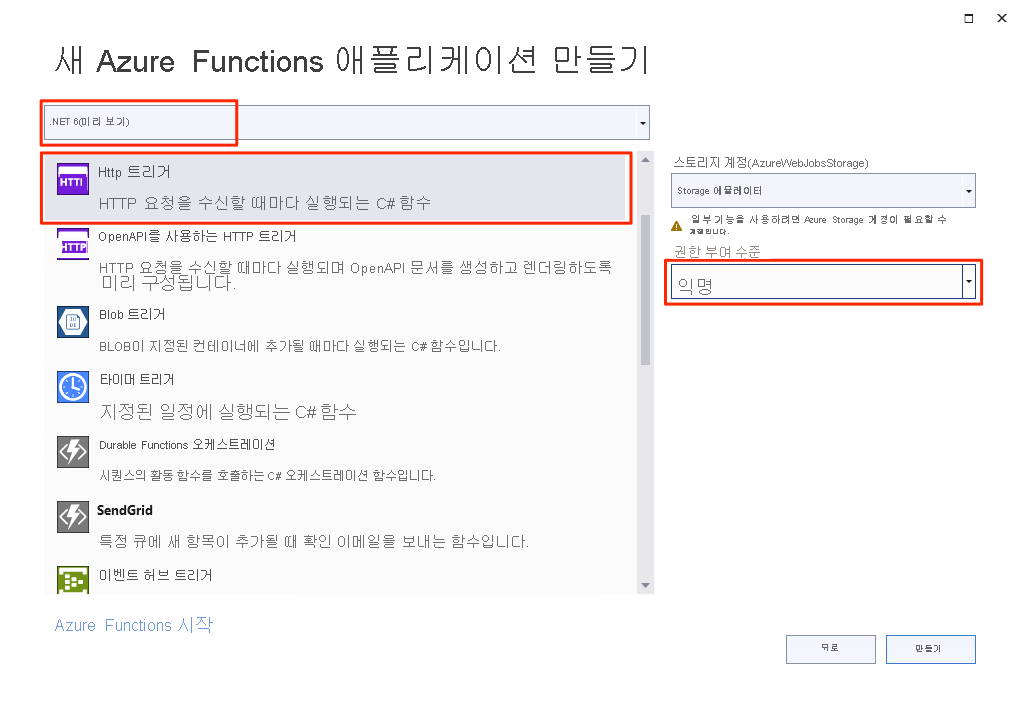 새 Azure Functions 애플리케이션 만들기
.NET 6(미리 보기)
Http 트리거
HTTP 요청을 수신할 때마다 실행되는 C# 함수
OpenAPI를 사용하는 HTTP 트리거
HTTP 요청을 수신할 때마다 실행되며 OpenAPI 문서를 생성하고 렌더링하도록
미리 구성됩니다.
Blob 트리거
BLOB이 지정된 컨테이너에 추가될 때마다 실행되는 C# 함수입니다.
타이머 트리거
지정된 일정에 실행되는 C# 함수
Durable Functions 오케스트레이션
시퀀스의 활동 함수를 호출하는 C# 오케스트레이션 함수입니다.
SendGrid
특정 큐에 새 항목이 추가될 때 확인 이메일을 보내는 함수입니다.
이벤트 허브 트리거
Azure Functions 시작
스토리지 계정(AzureWebJobsStorage)
Storage 에뮬레이터
일부 기능을 사용하려면 Azure Storage 계정이 필요할 수
권한 부여 수준
익명
뒤로
만들기